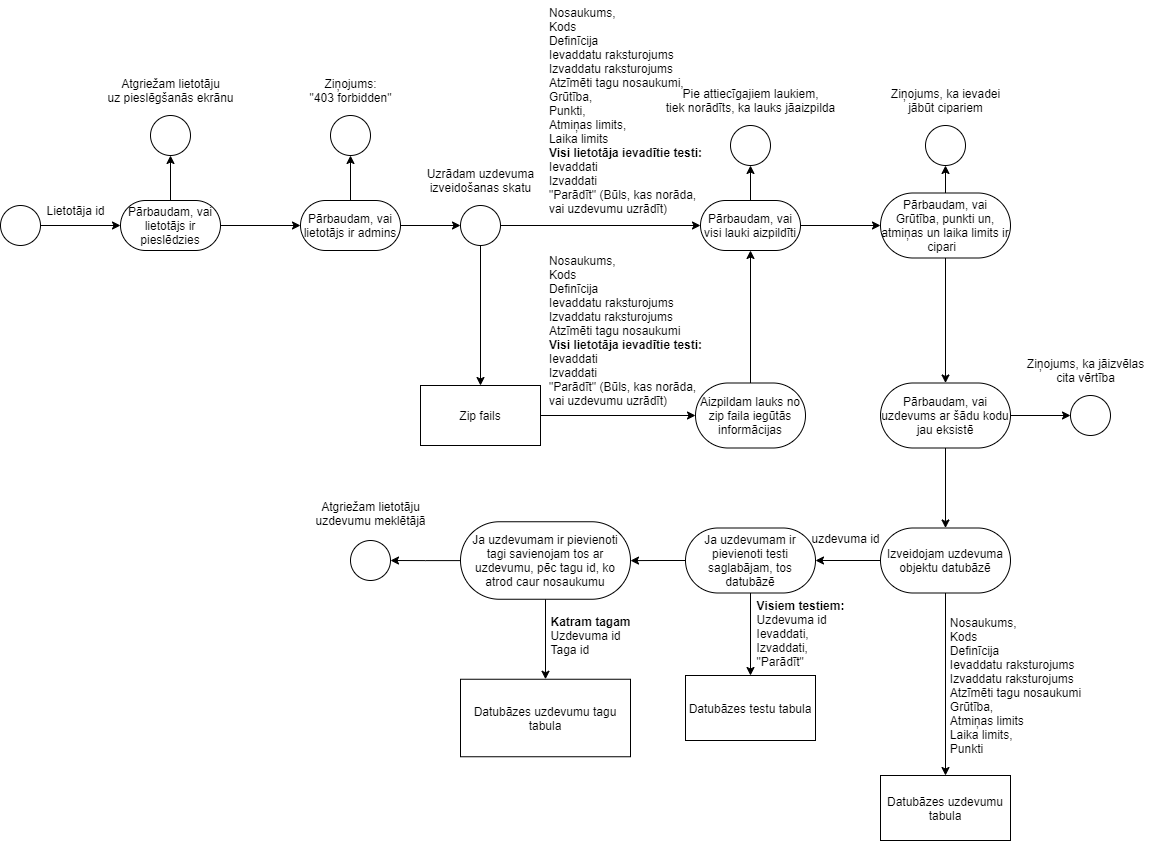 Nosaukums,
Kods
Definīcija
Ievaddatu raksturojums
Izvaddatu raksturojums
Atzīmēti tagu nosaukumi,
Grūtība,
Punkti,
Atmiņas limits,
Laika limits
Visi lietotāja ievadītie testi:
Ievaddati
Izvaddati
"Parādīt" (Būls, kas norāda,
vai uzdevumu uzrādīt)
Atgriežam lietotāju
uz pieslēgšanās ekrānu
Ziņojums:
"403 forbidden"
Pie attiecīgajiem laukiem,
tiek norādīts, ka lauks jāaizpilda
Ziņojums, ka ievadei
jābūt cipariem
Uzrādam uzdevuma
izveidošanas skatu
Lietotāja id
Pārbaudam, vai
lietotājs ir
pieslēdzies
Pārbaudam, vai
lietotājs ir admins
Pārbaudam, vai
visi lauki aizpildīti
Pārbaudam, vai
Grūtība, punkti un,
atmiņas un laika limits ir
cipari
Nosaukums,
Kods
Definīcija
Ievaddatu raksturojums
Izvaddatu raksturojums
Atzīmēti tagu nosaukumi
Visi lietotāja ievadītie testi:
Ievaddati
Izvaddati
"Parādīt" (Būls, kas norāda,
vai uzdevumu uzrādīt)
Zip fails
Aizpildam lauks no
zip faila iegūtās
informācijas
Pārbaudam, vai
uzdevums ar šādu kodu
jau eksistē
Ziņojums, ka jāizvēlas
cita vērtība
Atgriežam lietotāju
uzdevumu meklētājā
Ja uzdevumam ir pievienoti
tagi savienojam tos ar
uzdevumu, pēc tagu id, ko
atrod caur nosaukumu
Ja uzdevumam ir
pievienoti testi
saglabājam, tos
datubāzē
uzdevuma id
Izveidojam uzdevuma
objektu datubāzē
Katram tagam
Uzdevuma id
Taga id
Visiem testiem:
Uzdevuma id
Ievaddati,
Izvaddati,
"Parādīt"
Nosaukums,
Kods
Definīcija
Ievaddatu raksturojums
Izvaddatu raksturojums
Atzīmēti tagu nosaukumi
Grūtība,
Atmiņas limits
Laika limits,
Punkti
Datubāzes uzdevumu tagu
tabula
Datubāzes testu tabula
Datubāzes uzdevumu
tabula